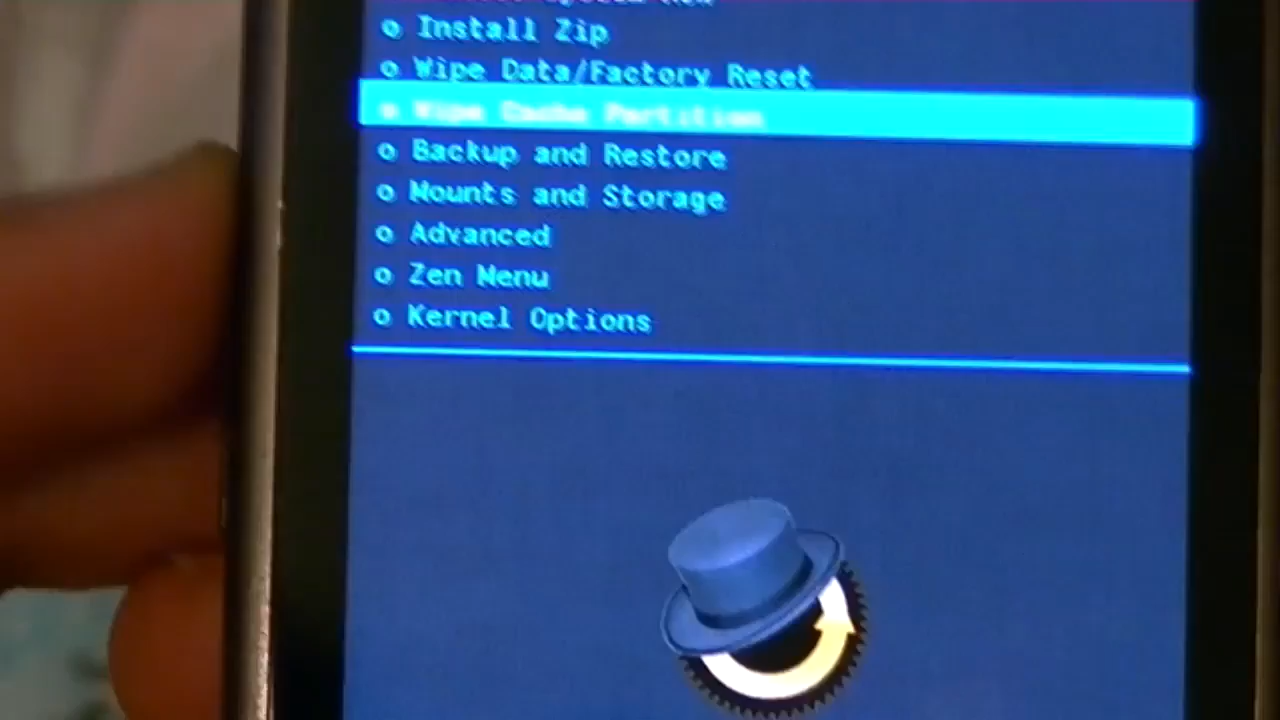 o Install Zip
o Wipe Data/Factory Reset
o Wipe Cache Partition
o Backup and Restore
o Mounts and Storage
o Advanced
o Zen Menu
o Kernel Options